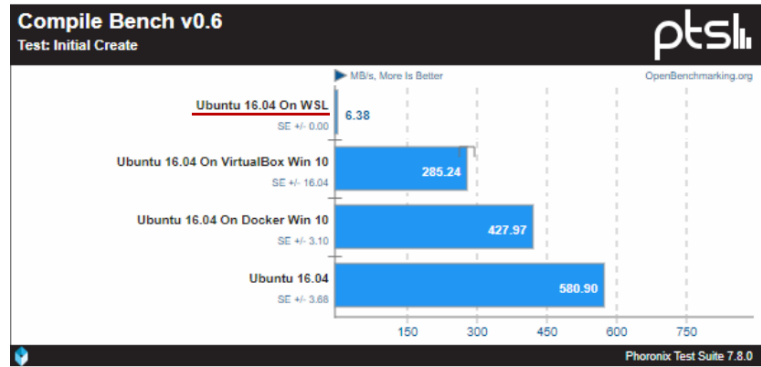 Compile Bench v0.6
Test: Initial Create
ptsl
MB/s, More Is Better
OpenBenchmarking.org
Ubuntu 16.04 On WSL
SE +/- 0.00
6.38
Ubuntu 16.04 On VirtualBox Win 10
SE +/- 16.04
285.24
Ubuntu 16.04 On Docker Win 10
SE +/- 3.10
427.97
Ubuntu 16.04
SE +/- 3.68
580.90
150 300 450 600 750
Phoronix Test Suite 7.8.0